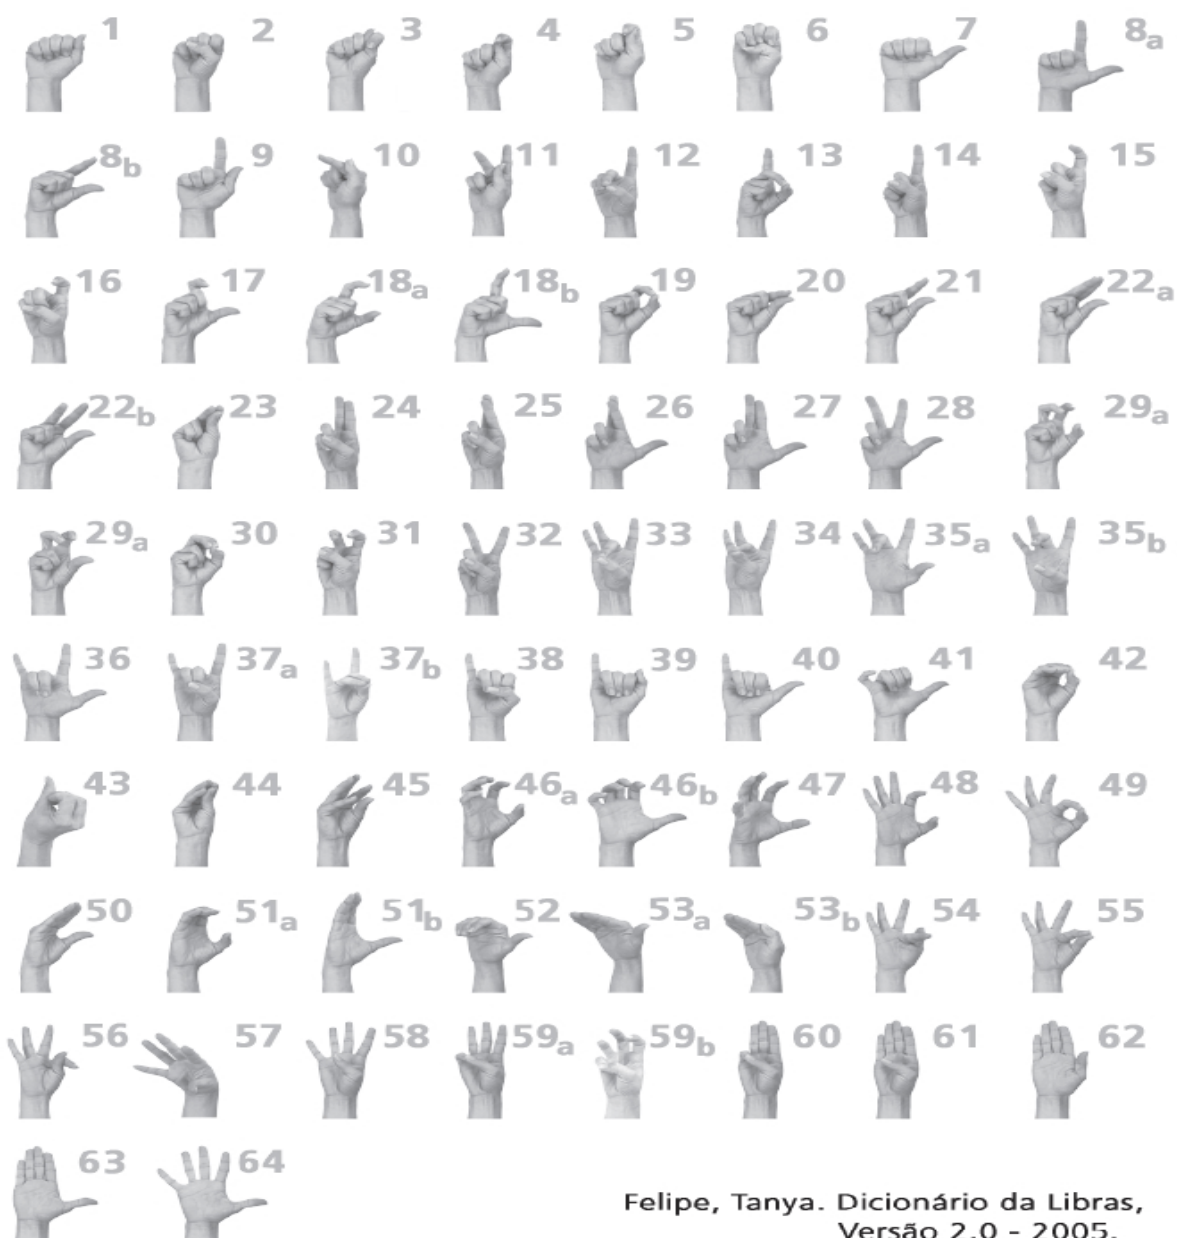 1 2 3 4 5 6 7 8a
8b 9 10 11 12 13 14 15
16 17 18a 18b 19 20 21 22a
22b 23 24 25 26 27 28 29a
29a 30 31 32 33 34 35a 35b
36 37a 37b 38 39 40 41 42
43 44 45 46a 46b 47 48 49
50 51a 51b 52 53a 53b 54 55
56 57 58 59a 59b 60 61 62
63 64
Felipe, Tanya. Dicionário da Libras,
Versão 2.0 - 2005.